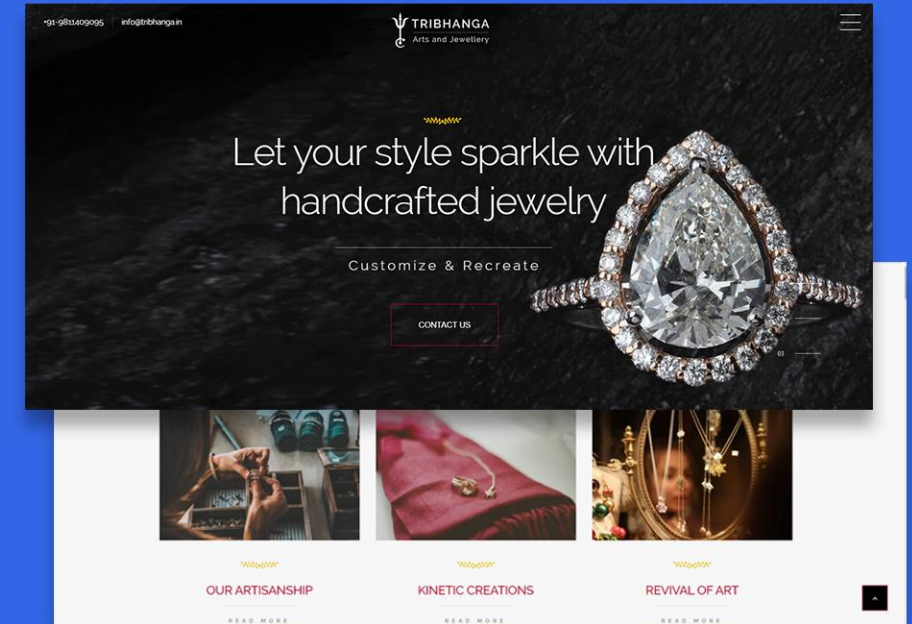 +91-9811409095 info@tribhanga.in
TRIBHANGA
Arts and Jewellery
Let your style sparkle with
handcrafted jewelry
Customize & Recreate
CONTACT US
03
OUR ARTISANSHIP KINETIC CREATIONS REVIVAL OF ART
READ MORE READ MORE READ MORE